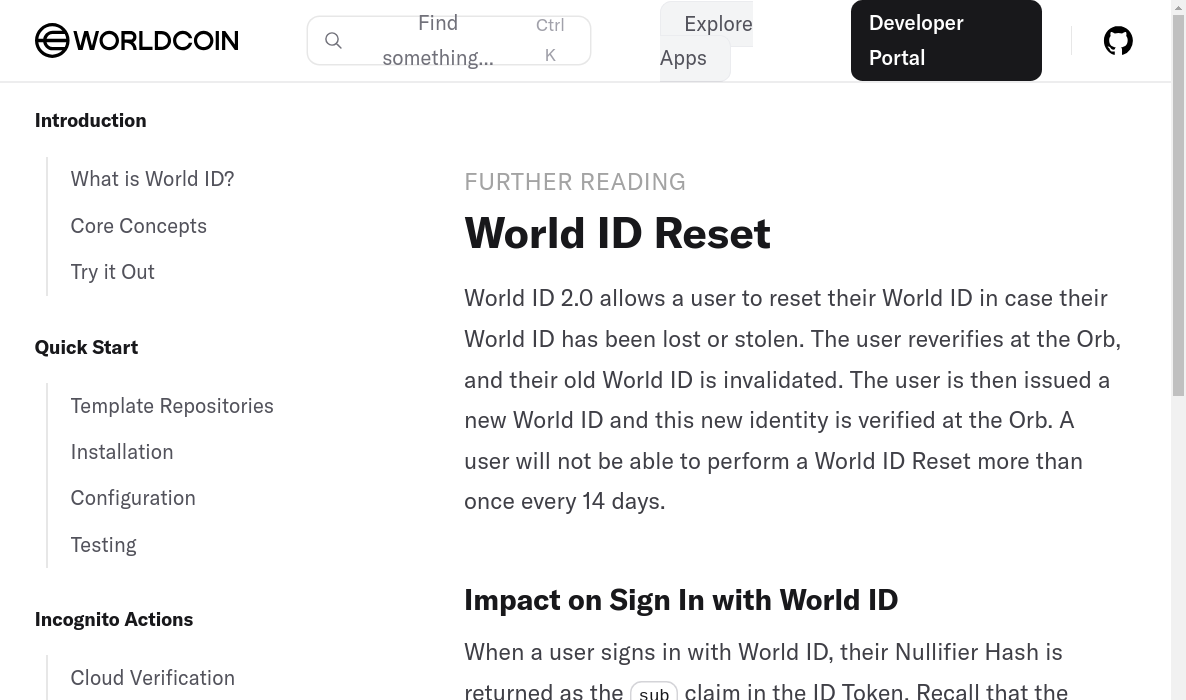 WORLDCOIN
Find
something...
Ctrl
K
Explore
Apps
Developer
Portal
Introduction
What is World ID?
Core Concepts
Try it Out
Quick Start
Template Repositories
Installation
Configuration
Testing
Incognito Actions
Cloud Verification
FURTHER READING
World ID Reset
World ID 2.0 allows a user to reset their World ID in case their
World ID has been lost or stolen. The user reverifies at the Orb,
and their old World ID is invalidated. The user is then issued a
new World ID and this new identity is verified at the Orb. A
user will not be able to perform a World ID Reset more than
once every 14 days.
Impact on Sign In with World ID
When a user signs in with World ID, their Nullifier Hash is
returned as the sub claim in the ID Token. Recall that the